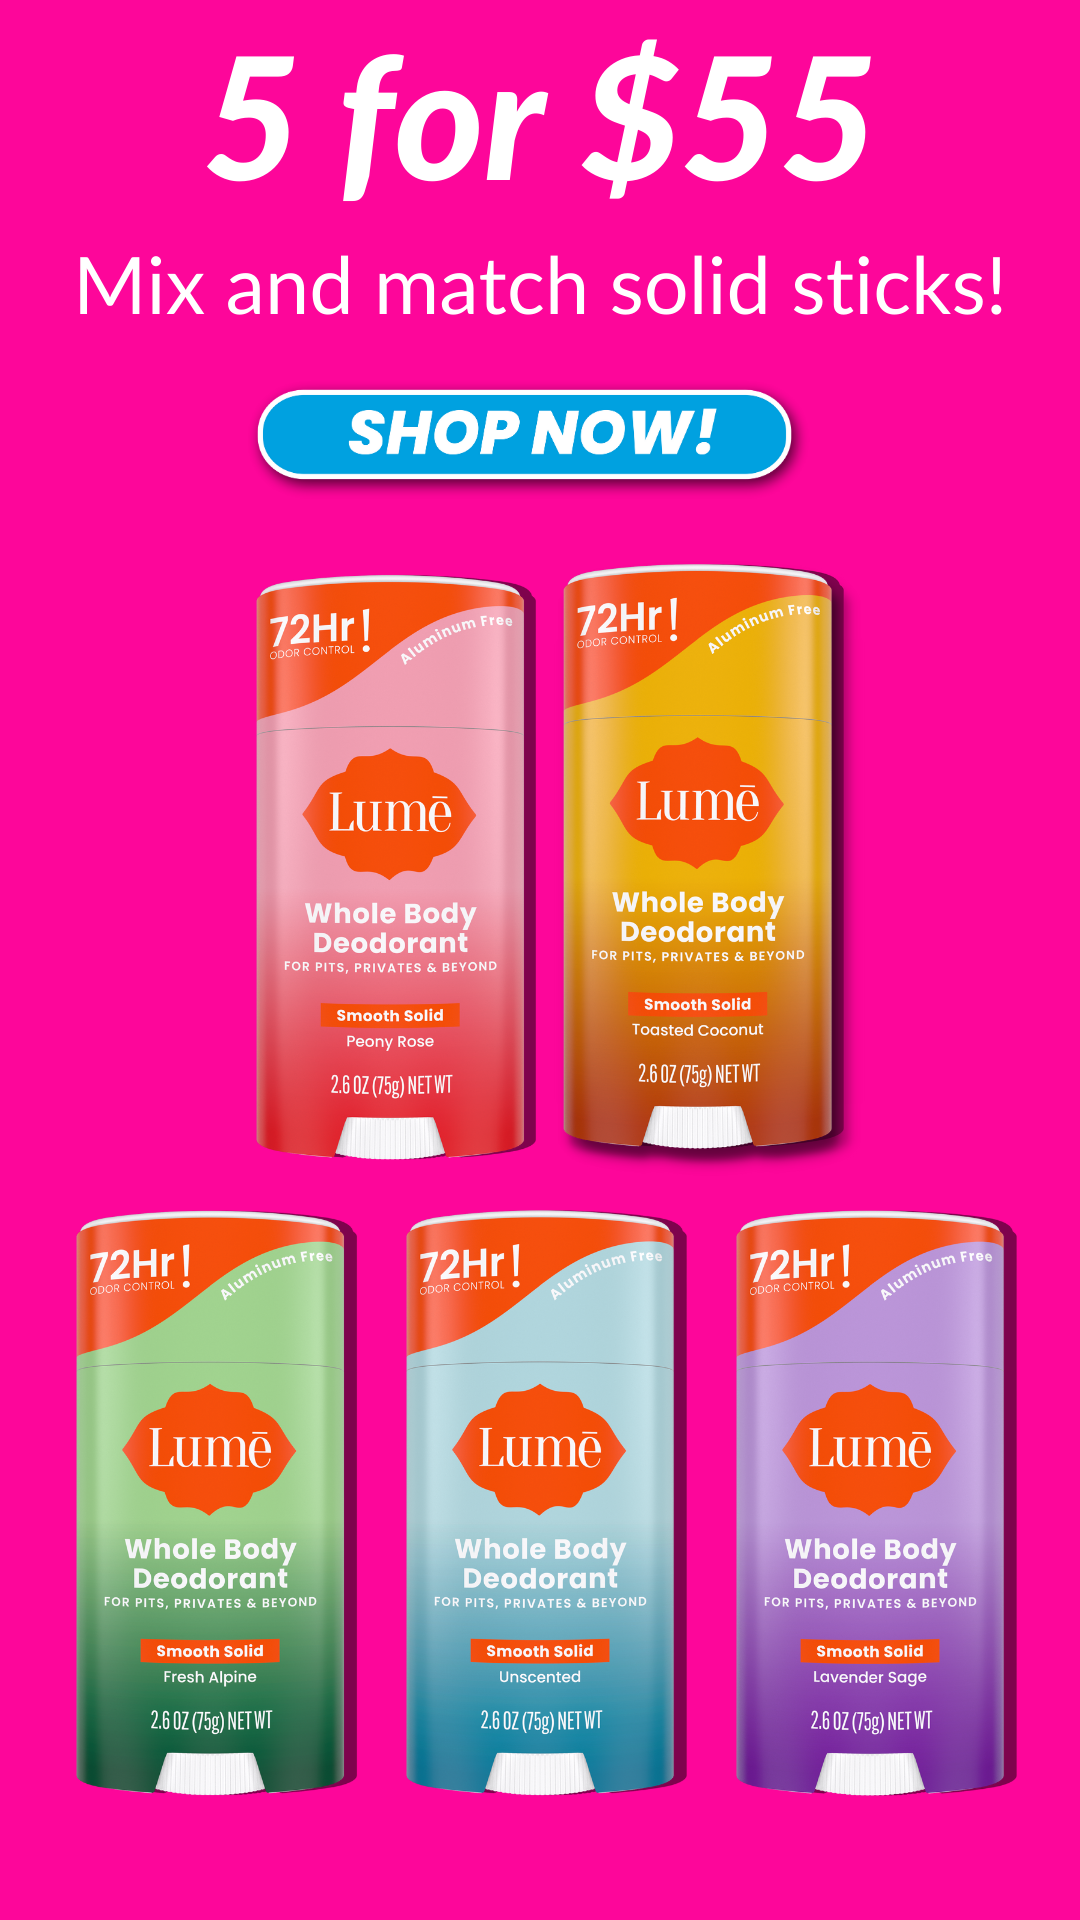 5 for $55
Mix and match solid sticks!
SHOP NOW!
72Hr!
ODOR CONTROL
Aluminum Free
Lumē
Whole Body
Deodorant
FOR PITS, PRIVATES & BEYOND
Smooth Solid
Peony Rose
2.6 OZ (75g) NET WT
72Hr!
ODOR CONTROL
Aluminum Free
Lumē
Whole Body
Deodorant
FOR PITS, PRIVATES & BEYOND
Smooth Solid
Toasted Coconut
2.6 OZ (75g) NET WT
72Hr!
ODOR CONTROL
Aluminum Free
Lumē
Whole Body
Deodorant
FOR PITS, PRIVATES & BEYOND
Smooth Solid
Fresh Alpine
2.6 OZ (75g) NET WT
72Hr!
ODOR CONTROL
Aluminum Free
Lumē
Whole Body
Deodorant
FOR PITS, PRIVATES & BEYOND
Smooth Solid
Unscented
2.6 OZ (75g) NET WT
72Hr!
ODOR CONTROL
Aluminum Free
Lumē
Whole Body
Deodorant
FOR PITS, PRIVATES & BEYOND
Smooth Solid
Lavender Sage
2.6 OZ (75g) NET WT